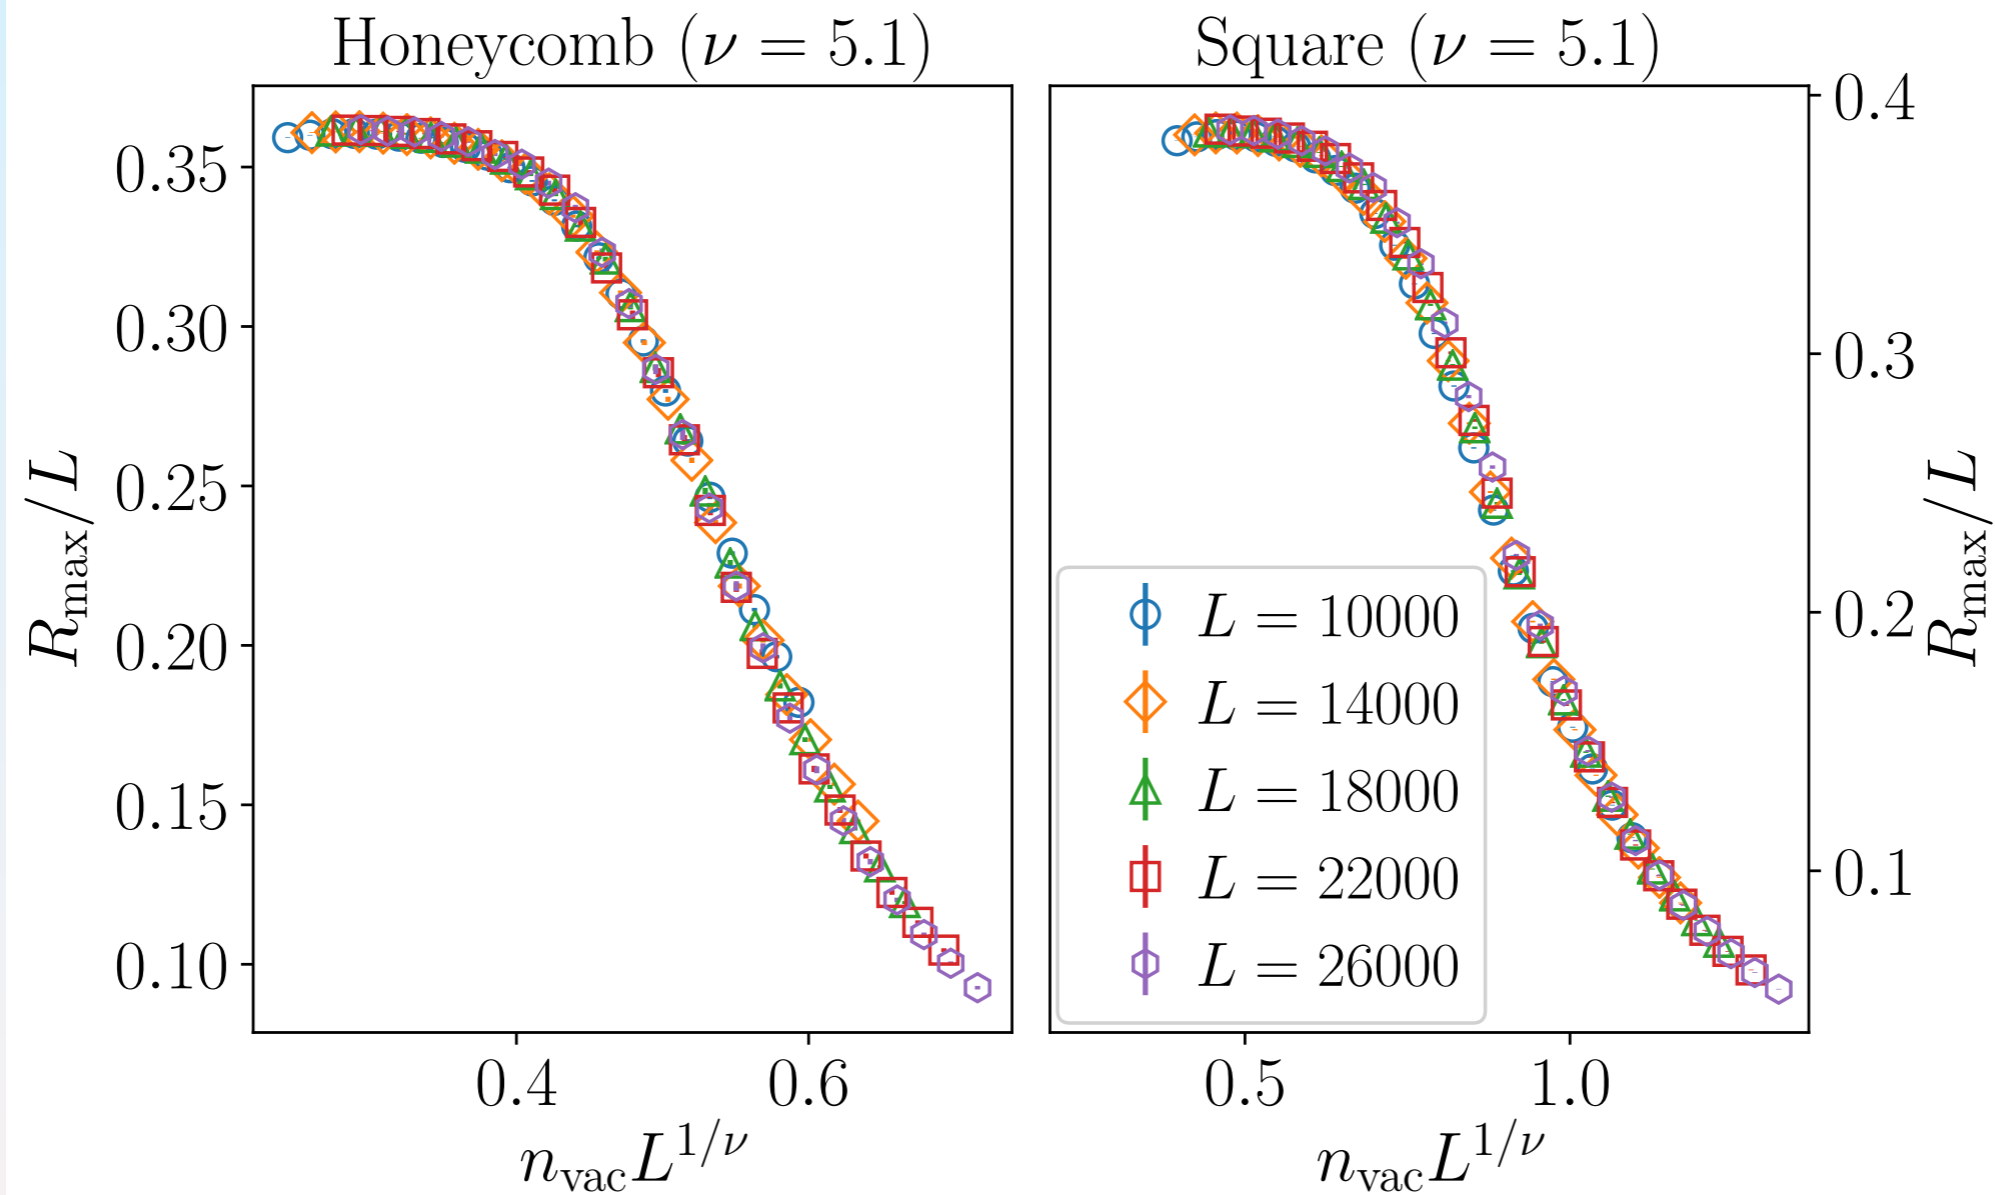 Honeycomb (ν = 5.1)
Square (ν = 5.1)
0.35
0.30
0.25
0.20
0.15
0.10
R_max/L
0.4
0.6
n_vac L^{1/ν}
L = 10000
L = 14000
L = 18000
L = 22000
L = 26000
0.5
1.0
n_vac L^{1/ν}
0.4
0.3
0.2
0.1
R_max/L